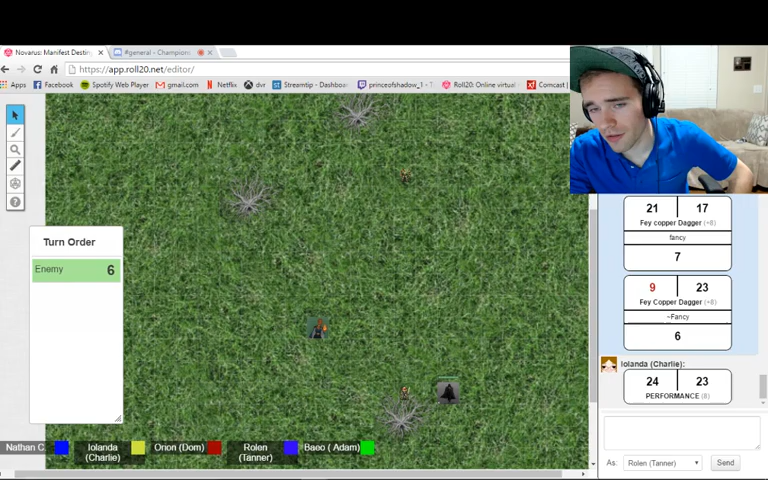 Novarus: Manifest Destin
#general - Champion
https://app.roll20.net/editor/
Apps Facebook Spotify Web Player gmail.com Netflix dvr Streamtip - Dashboa princeofshadow_1 - T Roll20: Online virtual Comcast
21 17
Fey copper Dagger (+8)
fancy
7
9 23
Fey Copper Dagger (+8)
~Fancy
6
Iolanda (Charlie):
24 23
PERFORMANCE (8)
Turn Order
Enemy 6
Nathan C.
Iolanda (Charlie)
Orion (Dom)
Rolen (Tanner)
Baeo ( Adam)
As: Rolen (Tanner) Send